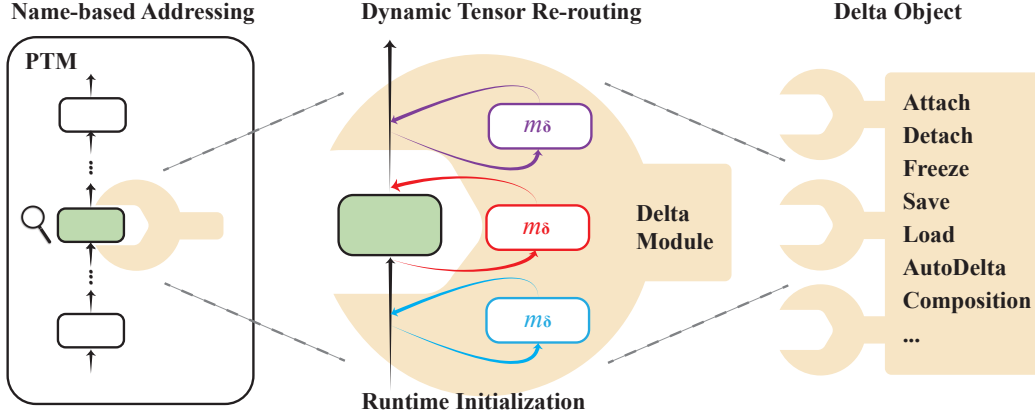 Name-based Addressing
Dynamic Tensor Re-routing
Delta Object
PTM
...
...
mδ
mδ
mδ
Delta
Module
Runtime Initialization
Attach
Detach
Freeze
Save
Load
AutoDelta
Composition
...